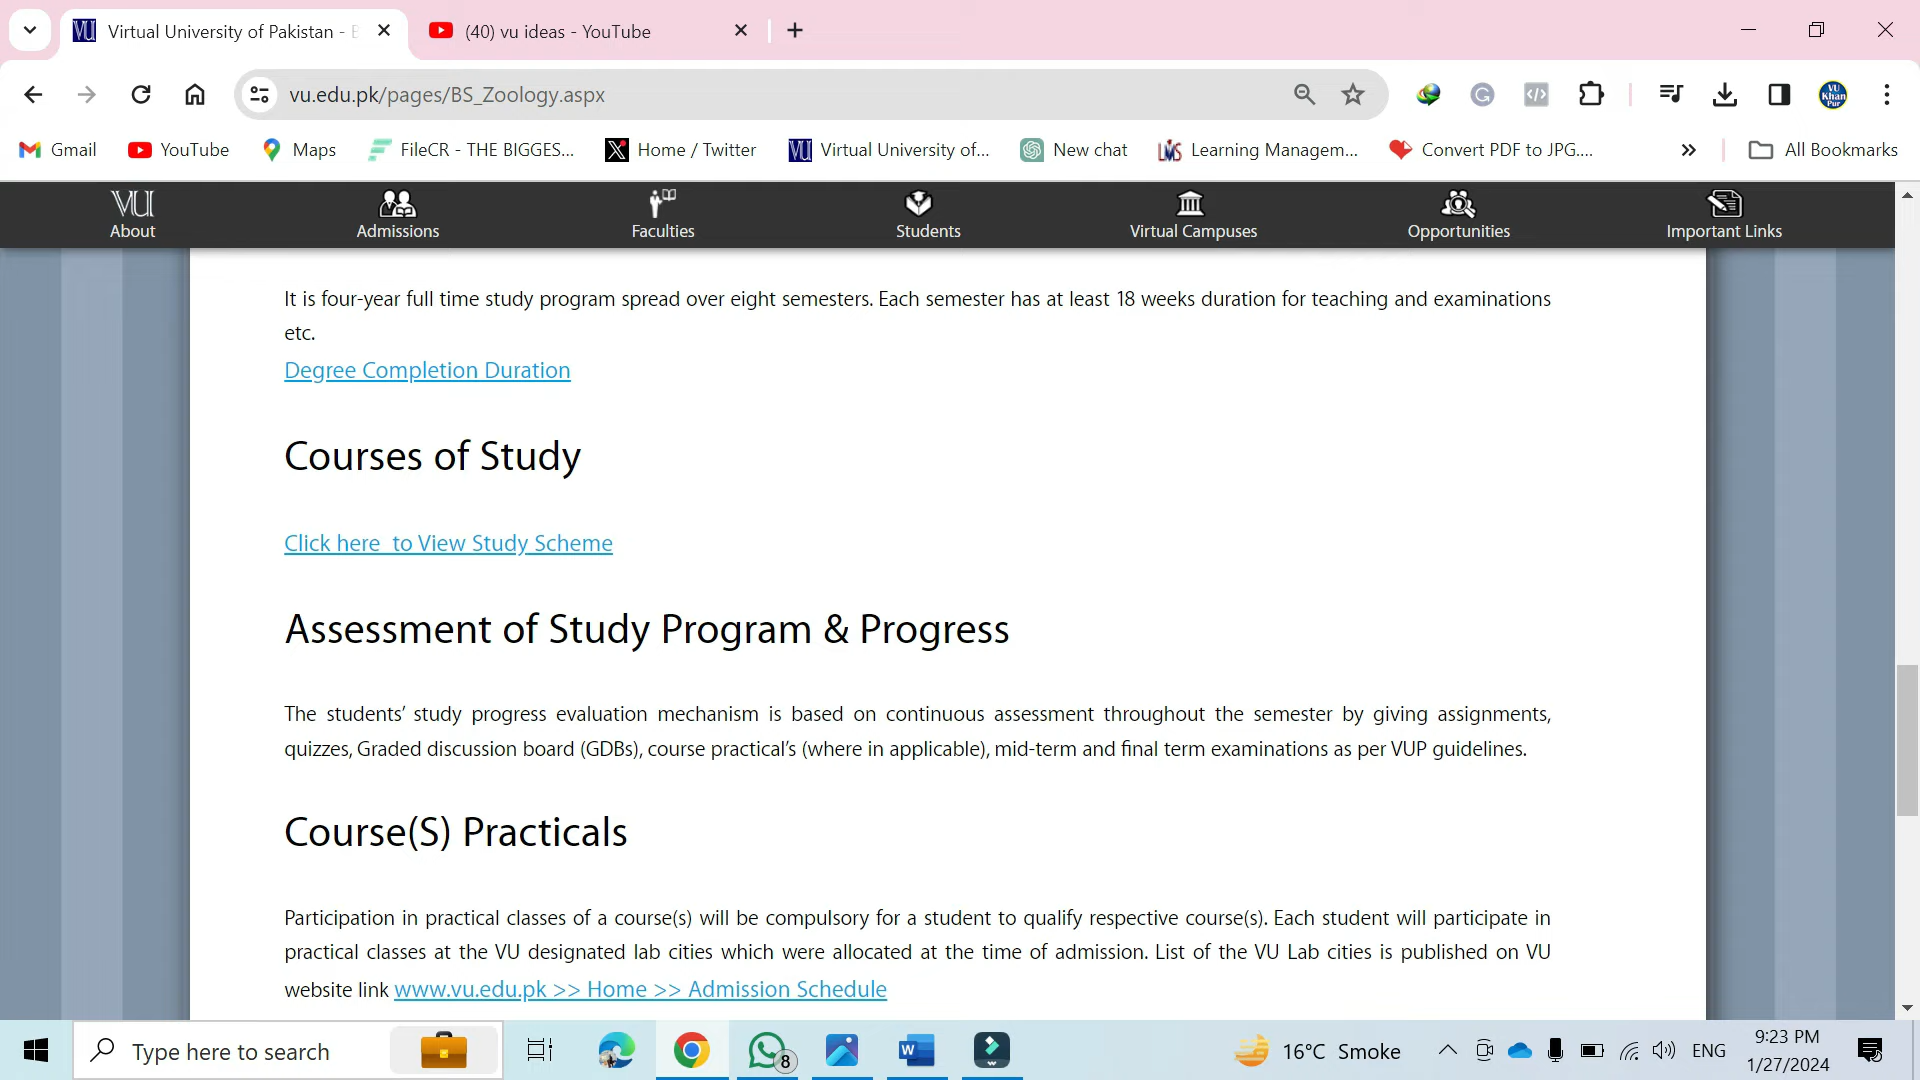 Virtual University of Pakistan -
(40) vu ideas - YouTube
vu.edu.pk/pages/BS_Zoology.aspx
VU Khan Pur
Gmail
YouTube
Maps
FileCR - THE BIGGES...
Home / Twitter
VU
Virtual University of...
New chat
LMS
Learning Managem...
Convert PDF to JPG....
All Bookmarks
VU
About
Admissions
Faculties
Students
Virtual Campuses
Opportunities
Important Links
It is four-year full time study program spread over eight semesters. Each semester has at least 18 weeks duration for teaching and examinations
etc.
Degree Completion Duration
Courses of Study
Click here  to View Study Scheme
Assessment of Study Program & Progress
The students’ study progress evaluation mechanism is based on continuous assessment throughout the semester by giving assignments,
quizzes, Graded discussion board (GDBs), course practical’s (where in applicable), mid-term and final term examinations as per VUP guidelines.
Course(S) Practicals
Participation in practical classes of a course(s) will be compulsory for a student to qualify respective course(s). Each student will participate in
practical classes at the VU designated lab cities which were allocated at the time of admission. List of the VU Lab cities is published on VU
website link www.vu.edu.pk >> Home >> Admission Schedule
Type here to search
8
16°C Smoke
ENG
9:23 PM
1/27/2024